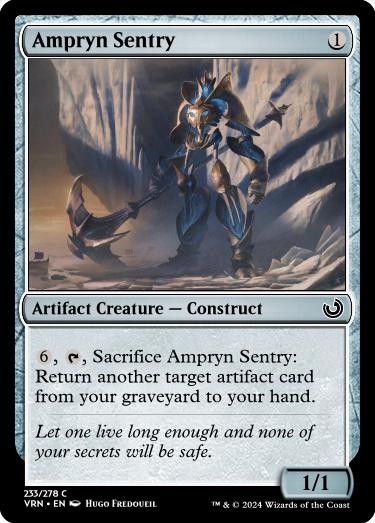 Ampryn Sentry 1
Artifact Creature — Construct
6, , Sacrifice Ampryn Sentry:
Return another target artifact card
from your graveyard to your hand.
Let one live long enough and none of
your secrets will be safe.
1/1
233/278 C
VRN • EN Hugo Fredoueil
™ & © 2024 Wizards of the Coast